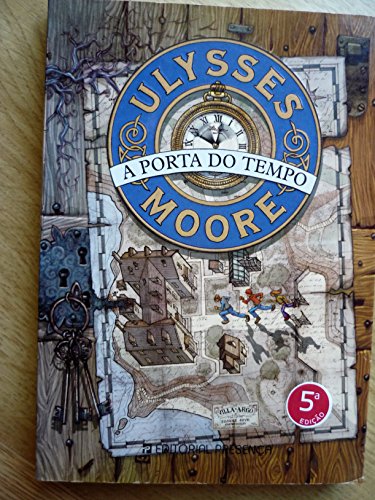 ULYSSES
A PORTA DO TEMPO
MOORE
VILLA ARGO
5ª
EDIÇÃO
EDITORIAL PRESENÇA